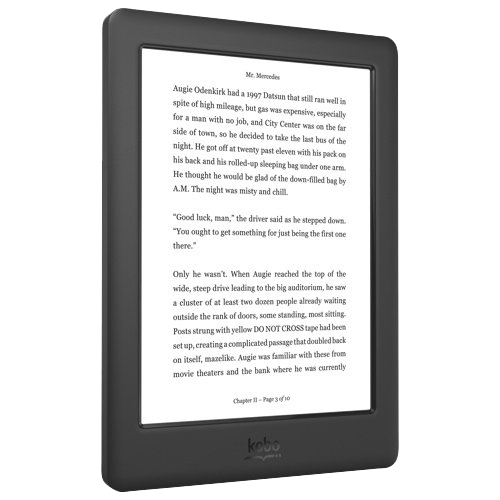 Mr. Mercedes
Augie Odenkirk had a 1997 Datsun that still ran well in
spite of high mileage, but gas was expensive, especially
for a man with no job, and City Center was on the far
side of town, so he decided to take the last bus of the
night. He got off at twenty past eleven with his pack on
his back and his rolled-up sleeping bag under one arm.
He thought he would be glad of the down-filled bag by
A.M. The night was misty and chill.
“Good luck, man,” the driver said as he stepped down.
“You ought to get something for just being the first one
there.”
Only he wasn't. When Augie reached the top of the
wide, steep drive leading to the big auditorium, he saw
a cluster of at least two dozen people already waiting
outside the rank of doors, some standing, most sitting.
Posts strung with yellow DO NOT CROSS tape had been
set up, creating a complicated passage that doubled back
on itself, mazelike. Augie was familiar with these from
movie theaters and the bank where he was currently
Chapter II – Page 3 of 10
kobo